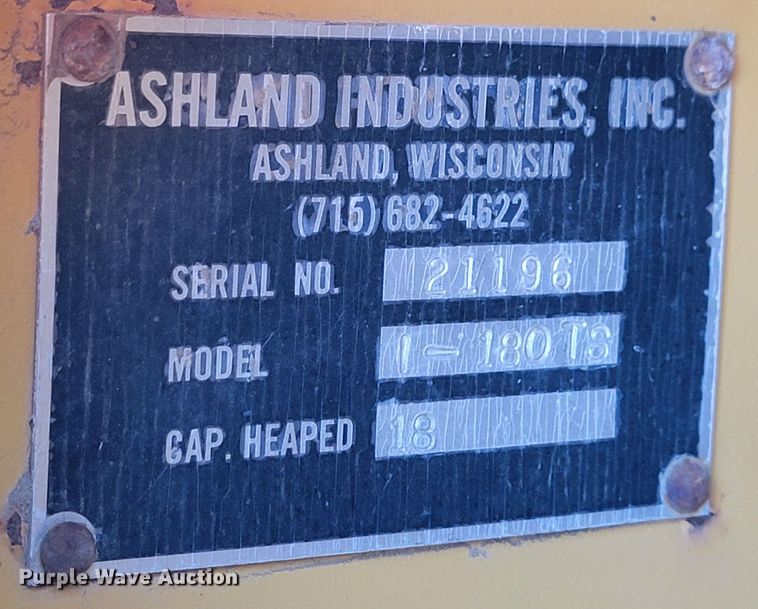 ASHLAND INDUSTRIES, INC.
ASHLAND, WISCONSIN
(715) 682-4622
SERIAL NO. 21196
MODEL I-180TS
CAP. HEAPED 18
Purple Wave Auction